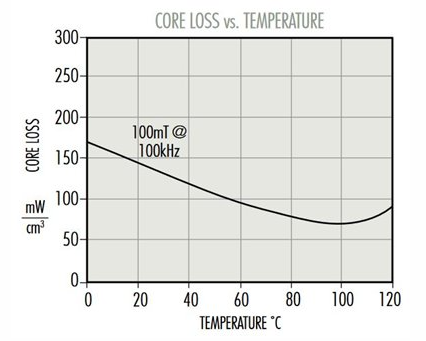 CORE LOSS vs. TEMPERATURE
300
250
200
150
100
50
0
CORE LOSS
mW
cm³
100mT @
100kHz
0 20 40 60 80 100 120
TEMPERATURE °C